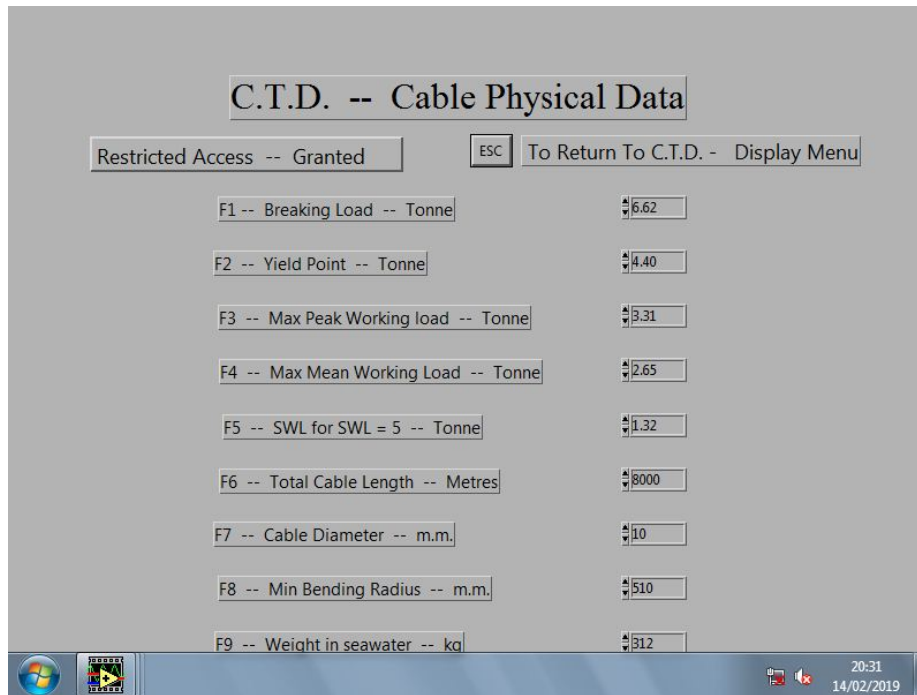 C.T.D. -- Cable Physical Data
Restricted Access -- Granted
ESC To Return To C.T.D. - Display Menu
F1 -- Breaking Load -- Tonne 6.62
F2 -- Yield Point -- Tonne 4.40
F3 -- Max Peak Working load -- Tonne 3.31
F4 -- Max Mean Working Load -- Tonne 2.65
F5 -- SWL for SWL = 5 -- Tonne 1.32
F6 -- Total Cable Length -- Metres 8000
F7 -- Cable Diameter -- m.m. 10
F8 -- Min Bending Radius -- m.m. 510
F9 -- Weight in seawater -- kg 312
20:31
14/02/2019